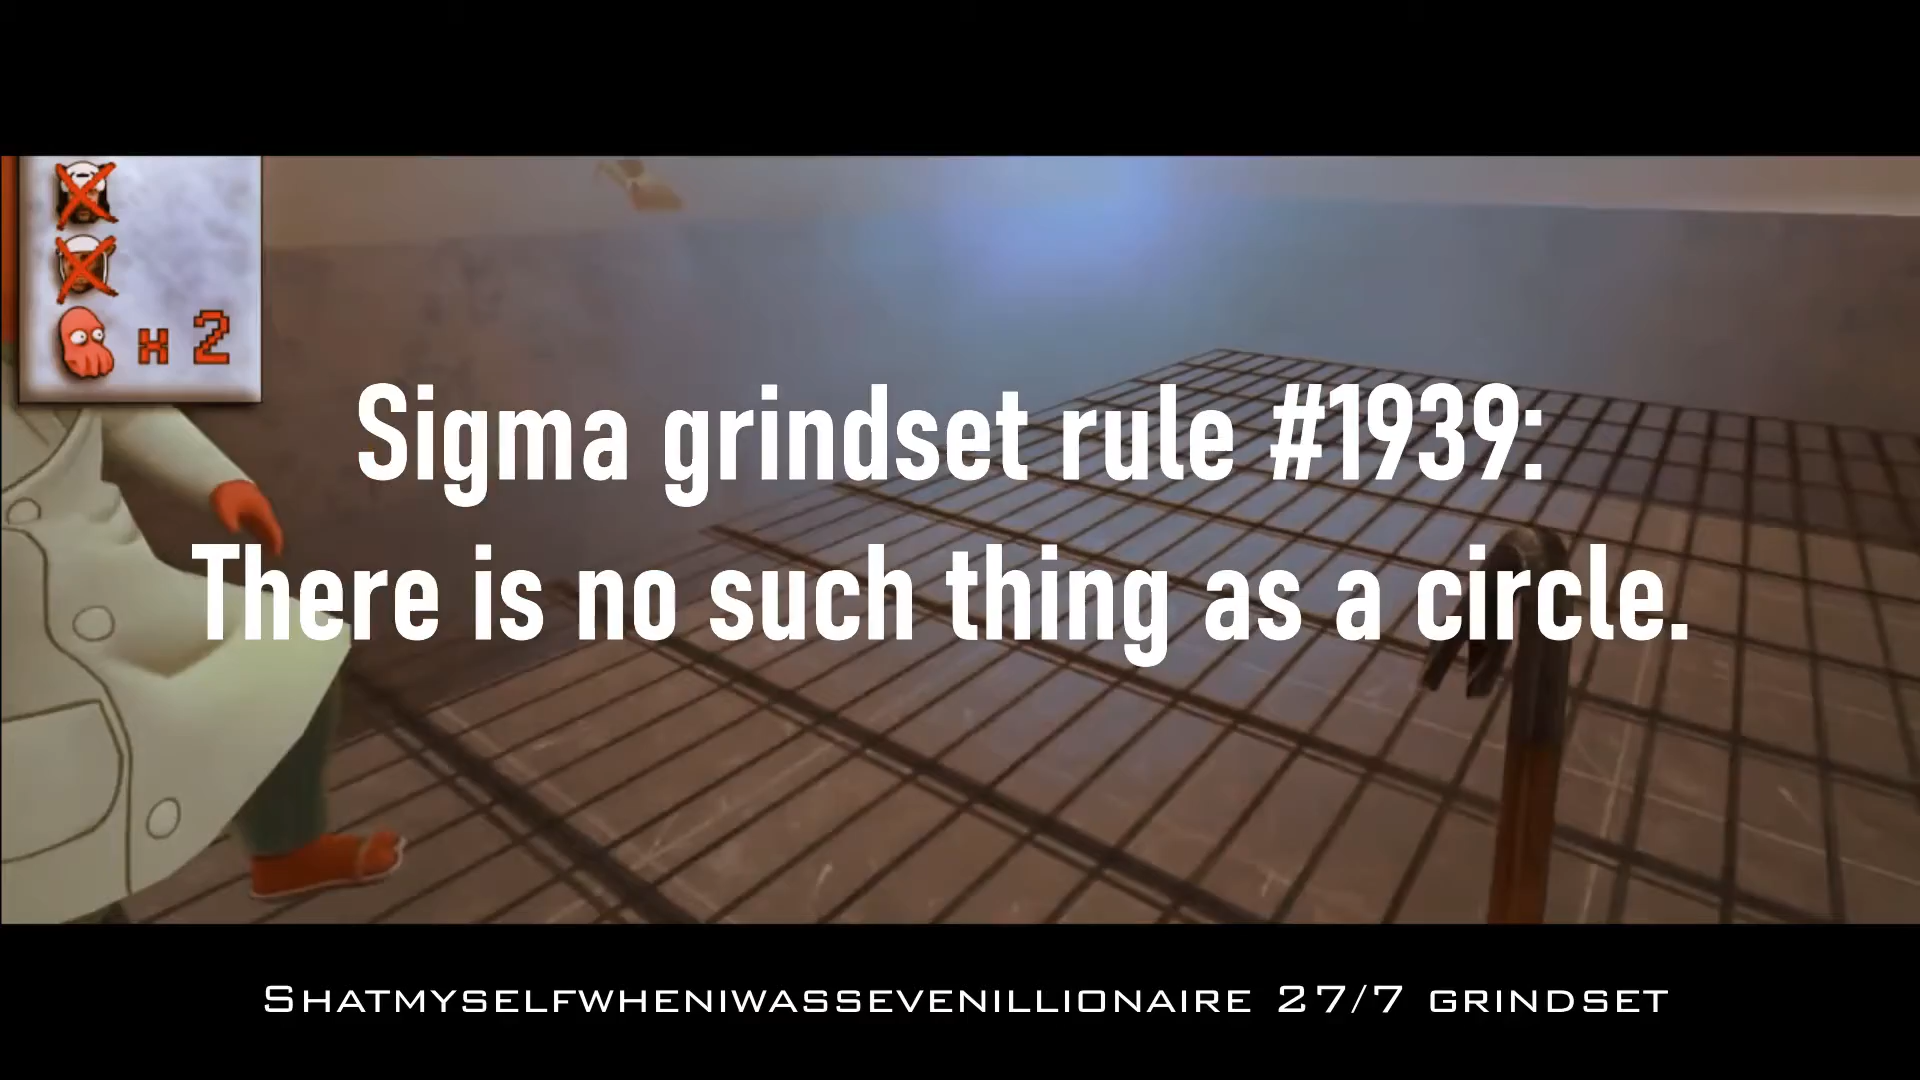 x 2
Sigma grindset rule #1939:
There is no such thing as a circle.
Shatmyselfwheniwassevenillionaire 27/7 grindset